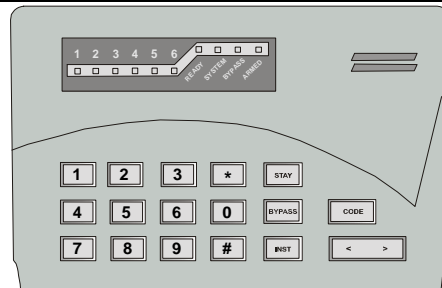 1 2 3 4 5 6
READY SYSTEM BYPASS ARMED
1 2 3 * STAY
4 5 6 0 BYPASS CODE
7 8 9 # INST < >